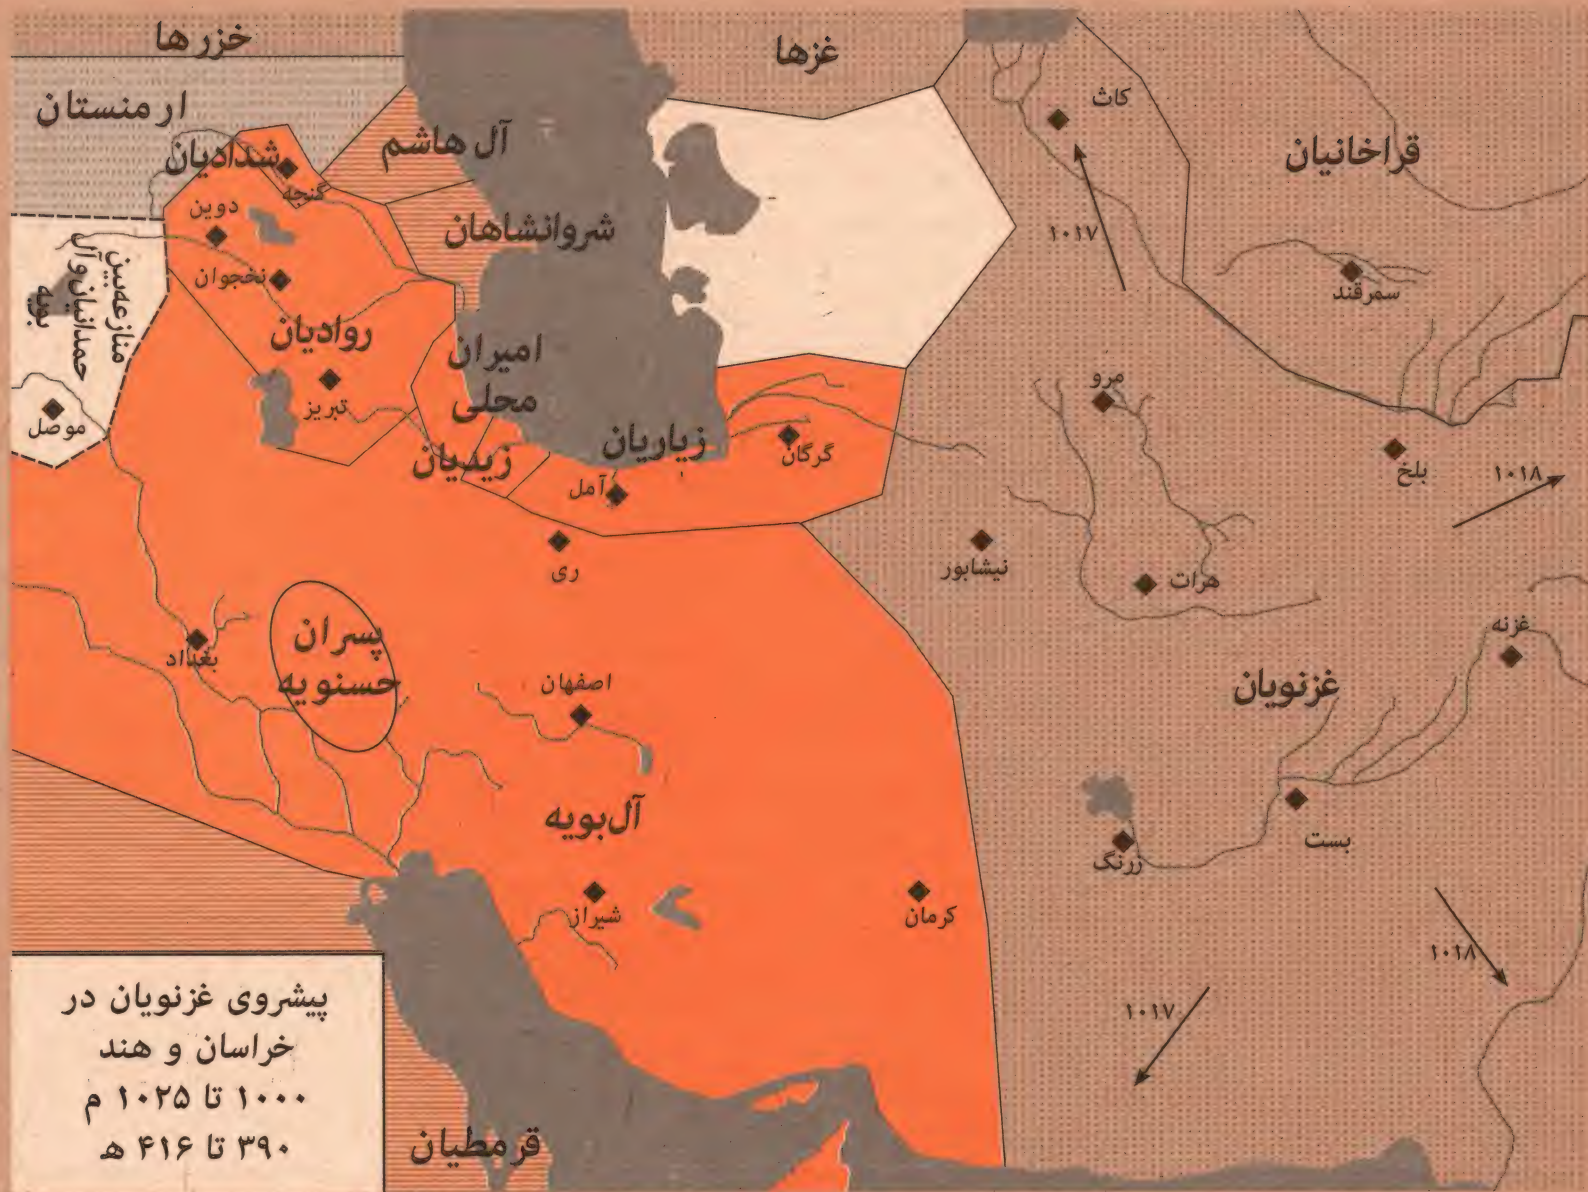 خزرها
غزها
ارمنستان
آل هاشم
کاث
قراخانیان
شدادیان
گنجه
دوین
شروانشاهان
۱۰۱۷
منازعه بین
حمدانیان و آل
بویه
نخجوان
سمرقند
روادیان
امیران
محلی
تبریز
مرو
موصل
زیدیان
زیاریان
گرگان
آمل
بلخ
۱۰۱۸
ری
نیشابور
هرات
پسران
حسنویه
بغداد
اصفهان
غزنه
غزنویان
آل‌بویه
بست
زرنگ
شیراز
کرمان
۱۰۱۸
۱۰۱۷
پیشروی غزنویان در
خراسان و هند
۱۰۰۰ تا ۱۰۲۵ م
۳۹۰ تا ۴۱۶ ه
قرمطیان